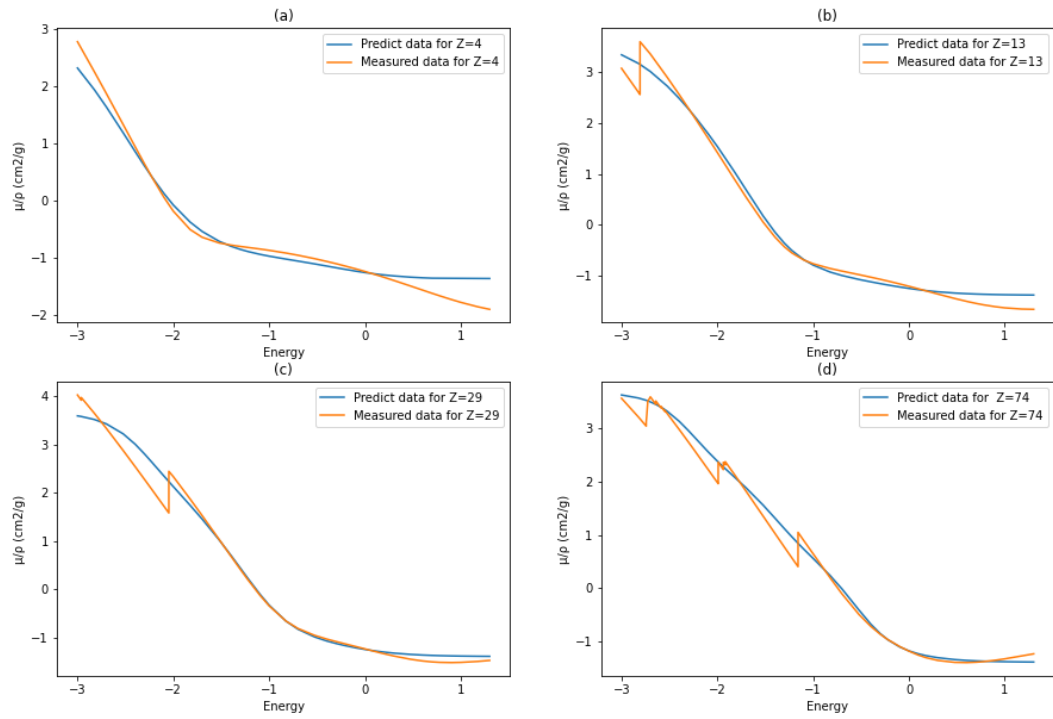 (a)
Predict data for Z=4
Measured data for Z=4
μ/ρ (cm2/g)
3
2
1
0
−1
−2
−3
−2
−1
0
1
Energy
(b)
Predict data for Z=13
Measured data for Z=13
μ/ρ (cm2/g)
3
2
1
0
−1
−3
−2
−1
0
1
Energy
(c)
Predict data for Z=29
Measured data for Z=29
μ/ρ (cm2/g)
4
3
2
1
0
−1
−3
−2
−1
0
1
Energy
(d)
Predict data for  Z=74
Measured data for Z=74
μ/ρ (cm2/g)
3
2
1
0
−1
−3
−2
−1
0
1
Energy